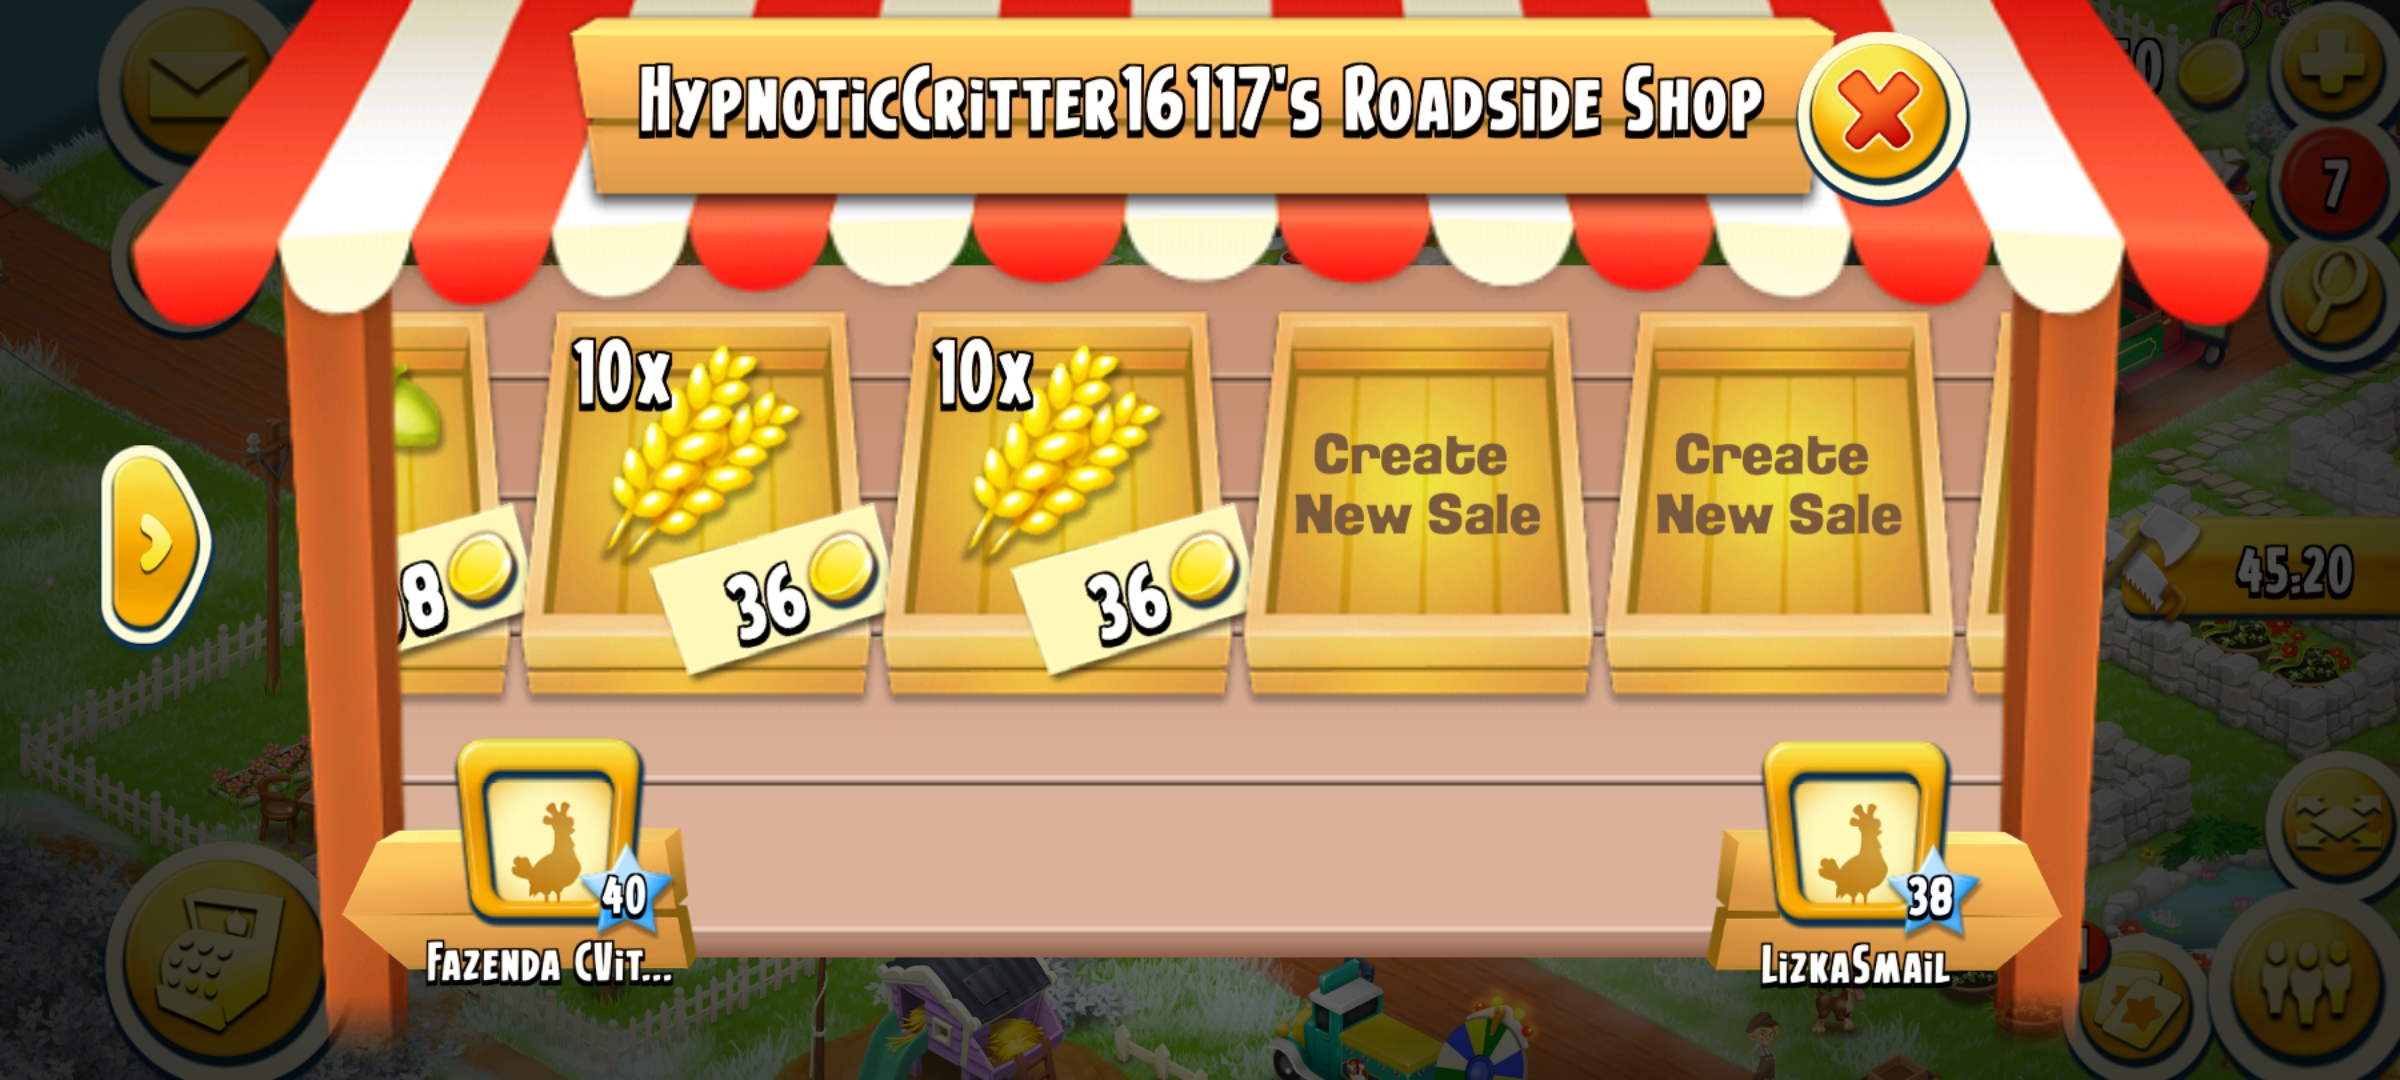 HypnoticCritter16117's Roadside Shop
7
10x
10x
Create
New Sale
Create
New Sale
8
36
36
45:20
40
38
Fazenda CVit...
LizkaSmail